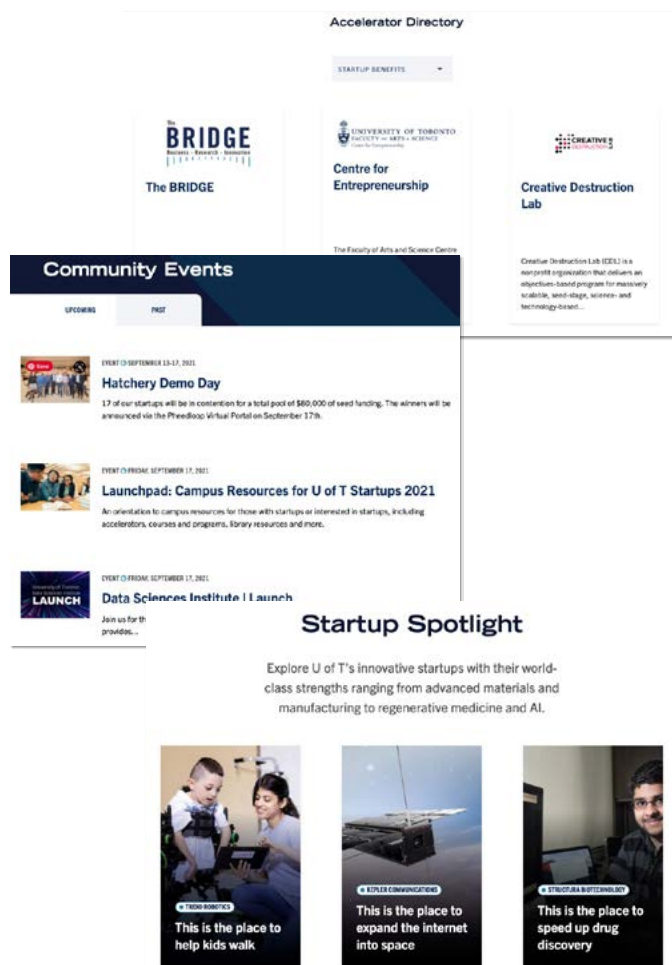 Accelerator Directory
STARTUP BENEFITS
The
BRIDGE
Business · Research · Innovation
UNIVERSITY OF TORONTO
FACULTY OF ARTS & SCIENCE
Centre for Entrepreneurship
CREATIVE
DESTRUCTION
LAB
The BRIDGE
Centre for
Entrepreneurship
Creative Destruction
Lab
The Faculty of Arts and Science Centre
Creative Destruction Lab (CDL) is a
nonprofit organization that delivers an
objectives-based program for massively
scalable, seed-stage, science- and
technology-based...
Community Events
UPCOMING
PAST
Save
EVENT SEPTEMBER 13-17, 2021
Hatchery Demo Day
17 of our startups will be in contention for a total pool of $80,000 of seed funding. The winners will be
announced via the Pheedloop Virtual Portal on September 17th.
EVENT FRIDAY, SEPTEMBER 17, 2021
Launchpad: Campus Resources for U of T Startups 2021
An orientation to campus resources for those with startups or interested in startups, including
accelerators, courses and programs, library resources and more.
University of Toronto
Data Sciences Institute
LAUNCH
EVENT FRIDAY, SEPTEMBER 17, 2021
Data Sciences Institute | Launch
Join us for th
provides...
Startup Spotlight
Explore U of T's innovative startups with their world-
class strengths ranging from advanced materials and
manufacturing to regenerative medicine and AI.
TREXO ROBOTICS
This is the place to
help kids walk
KEPLER COMMUNICATIONS
This is the place to
expand the internet
into space
STRUCTURA BIOTECHNOLOGY
This is the place to
speed up drug
discovery